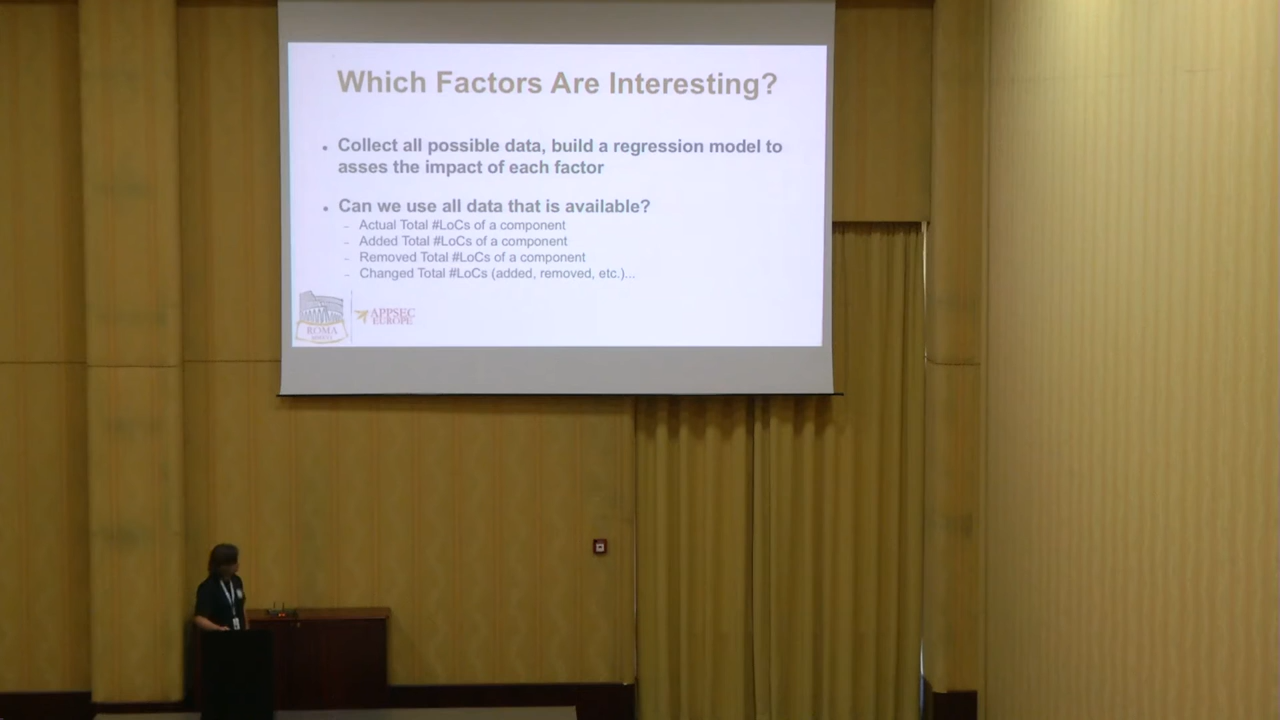 Which Factors Are Interesting?
Collect all possible data, build a regression model to
asses the impact of each factor
Can we use all data that is available?
Actual Total #LoCs of a component
Added Total #LoCs of a component
Removed Total #LoCs of a component
Changed Total #LoCs (added, removed, etc.)...
ROMA
APPSEC
EUROPE